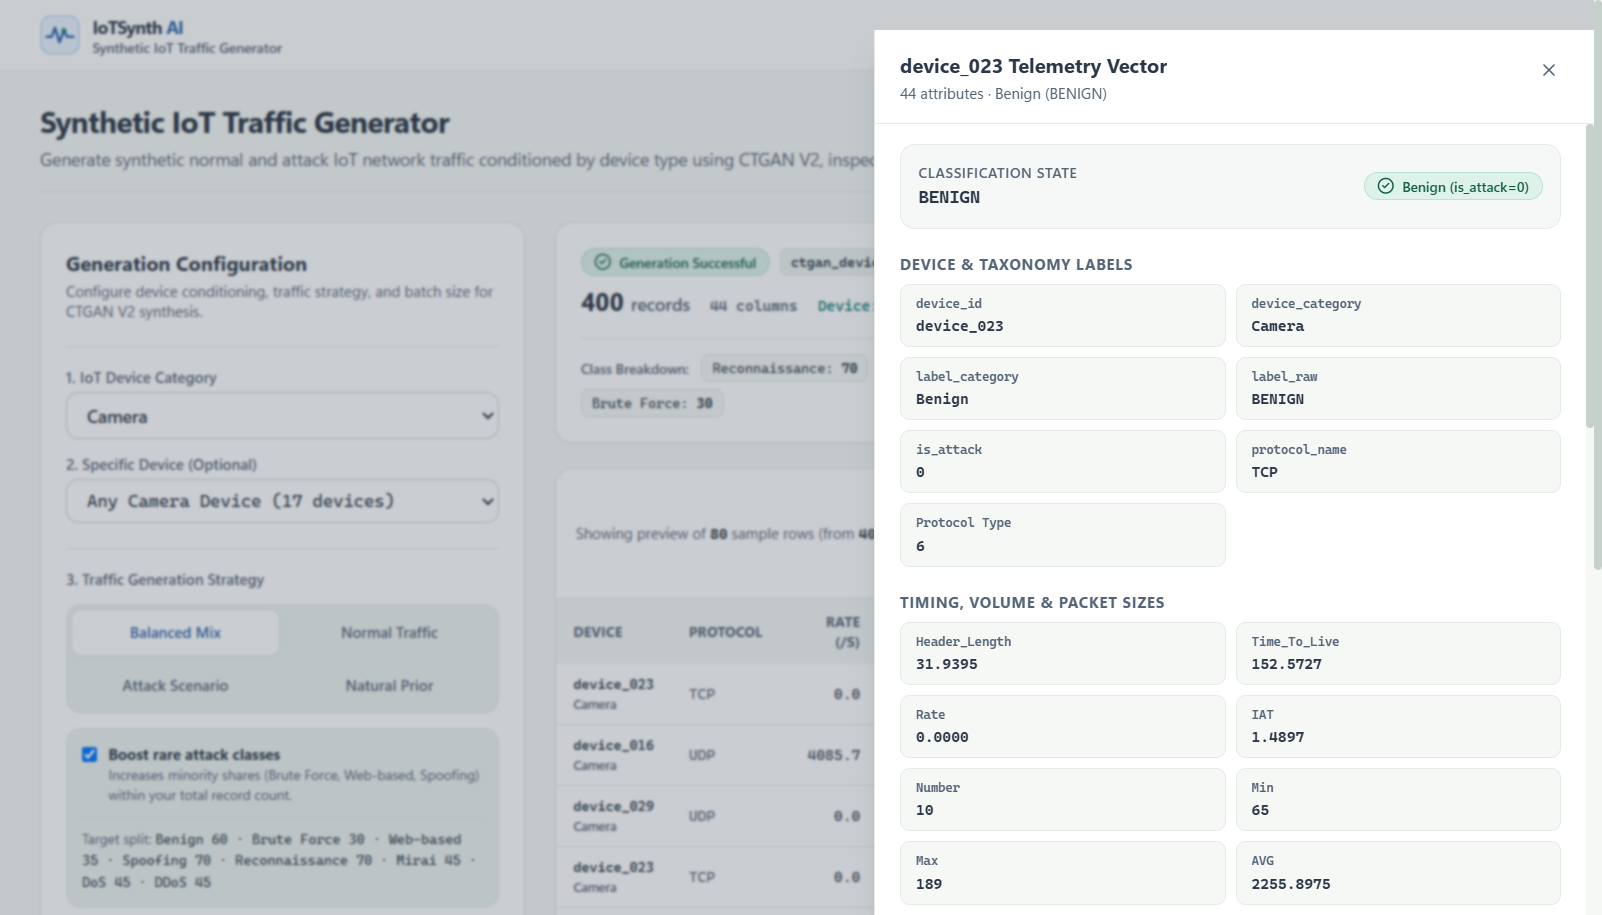 IoTSynth AI
Synthetic IoT Traffic Generator
Synthetic IoT Traffic Generator
Generate synthetic normal and attack IoT network traffic conditioned by device type using CTGAN V2,
Generation Configuration
Configure device conditioning, traffic strategy, and batch size for
CTGAN V2 synthesis.
1. IoT Device Category
Camera
2. Specific Device (Optional)
Any Camera Device (17 devices)
3. Traffic Generation Strategy
Balanced Mix
Normal Traffic
Attack Scenario
Natural Prior
Boost rare attack classes
Increases minority shares (Brute Force, Web-based, Spoofing)
within your total record count.
Target split: Benign 60 · Brute Force 30 · Web-based
35 · Spoofing 70 · Reconnaissance 70 · Mirai 45 ·
DoS 45 · DDoS 45
Generation Successful
400 records 44 columns Device:
Class Breakdown: Reconnaissance: 70
Brute Force: 30
Showing preview of 80 sample rows (from
DEVICE PROTOCOL RATE
(/S)
device_023 TCP 0.0
Camera
device_016 UDP 4085.7
Camera
device_029 UDP 0.0
Camera
device_023 TCP 0.0
Camera
device_023 Telemetry Vector
44 attributes · Benign (BENIGN)
CLASSIFICATION STATE
BENIGN
Benign (is_attack=0)
DEVICE & TAXONOMY LABELS
device_id
device_023
device_category
Camera
label_category
Benign
label_raw
BENIGN
is_attack
0
protocol_name
TCP
Protocol Type
6
TIMING, VOLUME & PACKET SIZES
Header_Length
31.9395
Time_To_Live
152.5727
Rate
0.0000
IAT
1.4897
Number
10
Min
65
Max
189
AVG
2255.8975